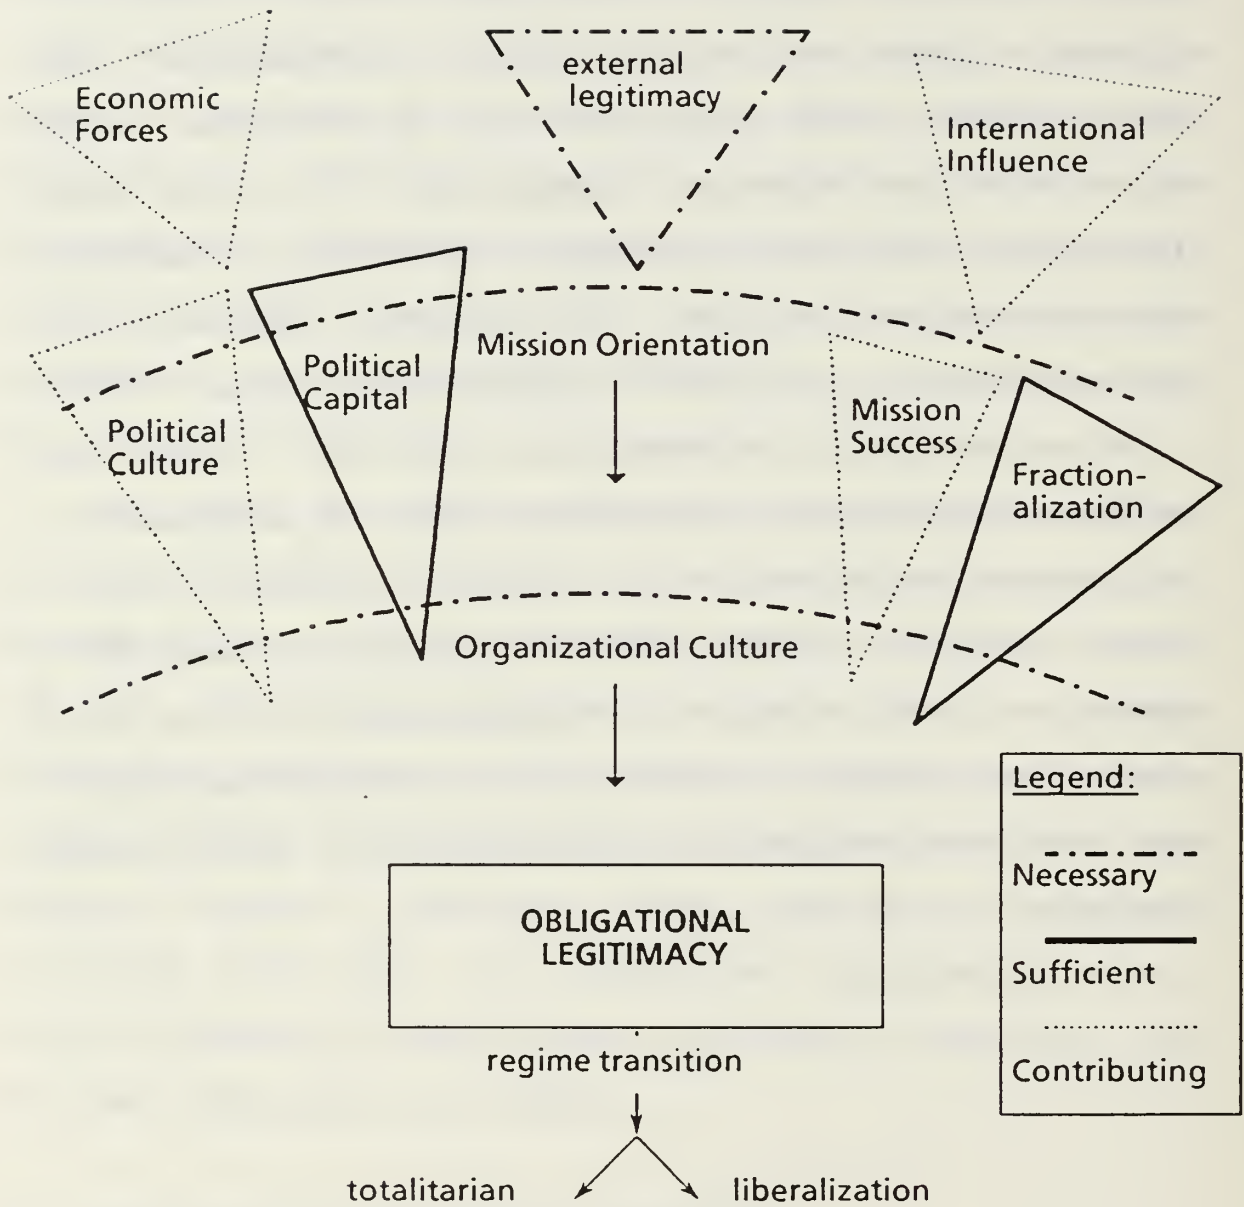 Economic
Forces
external
legitimacy
International
Influence
Political
Capital
Mission Orientation
Political
Culture
Mission
Success
Fraction-
alization
Organizational Culture
Legend:
Necessary
Sufficient
Contributing
OBLIGATIONAL
LEGITIMACY
regime transition
totalitarian
liberalization